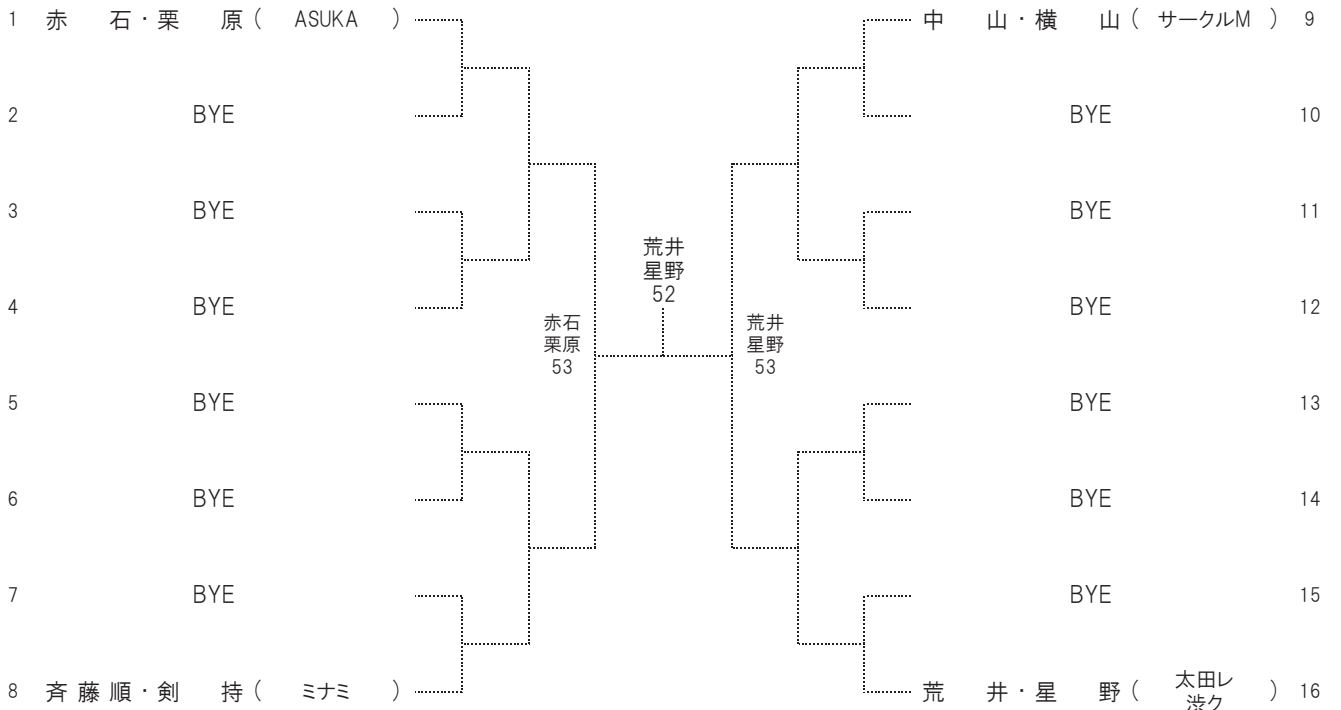 1 赤 石・栗 原 ( ASUKA )
2 BYE
3 BYE
4 BYE
5 BYE
6 BYE
7 BYE
8 斉 藤 順・剣 持 ( ミナミ )
赤石
栗原
53
荒井
星野
52
荒井
星野
53
中 山・横 山 ( サークルM ) 9
BYE 10
BYE 11
BYE 12
BYE 13
BYE 14
BYE 15
荒 井・星 野 ( 太田レ 渋ク ) 16